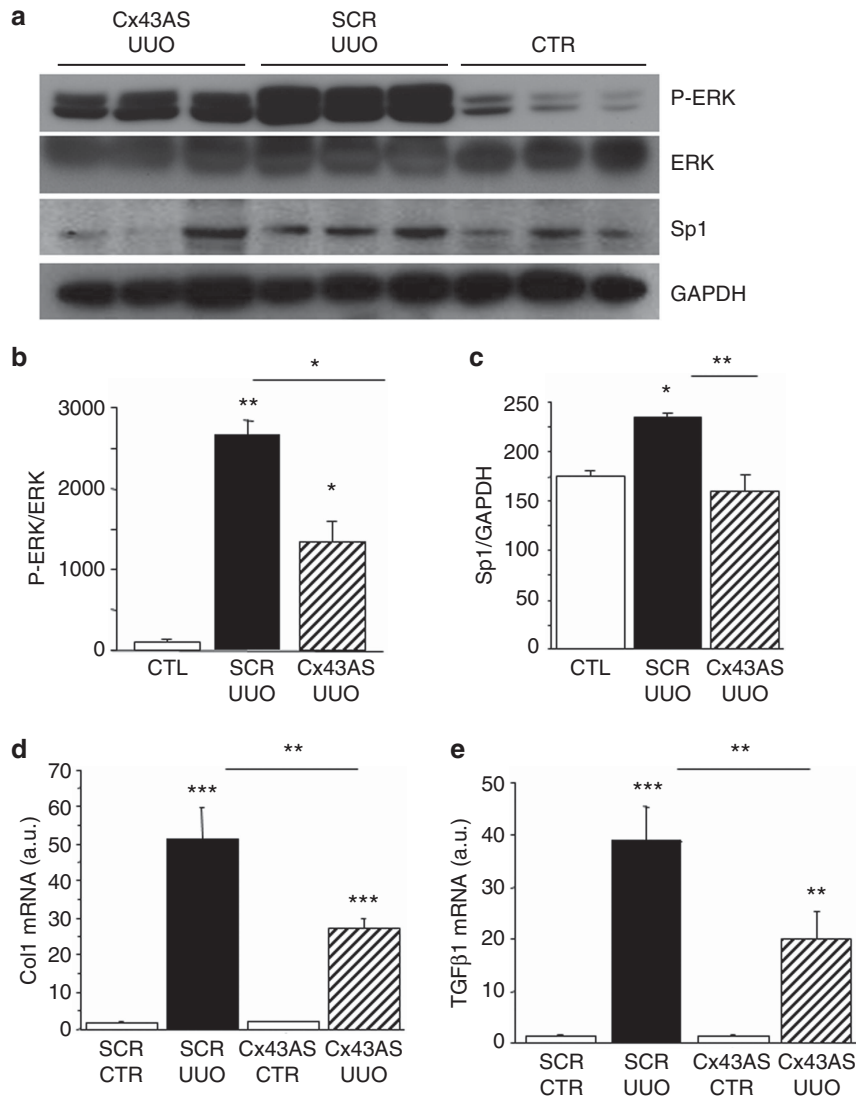 a
Cx43AS
UUO
SCR
UUO
CTR
P-ERK
ERK
Sp1
GAPDH
b
*
P-ERK/ERK
3000
2000
1000
0
**
*
CTL
SCR
UUO
Cx43AS
UUO
c
**
Sp1/GAPDH
250
200
150
100
50
0
*
CTL
SCR
UUO
Cx43AS
UUO
d
**
Col1 mRNA (a.u.)
70
60
50
40
30
20
10
0
***
***
SCR
CTR
SCR
UUO
Cx43AS
CTR
Cx43AS
UUO
e
**
TGFβ1 mRNA (a.u.)
50
40
30
20
10
0
***
**
SCR
CTR
SCR
UUO
Cx43AS
CTR
Cx43AS
UUO